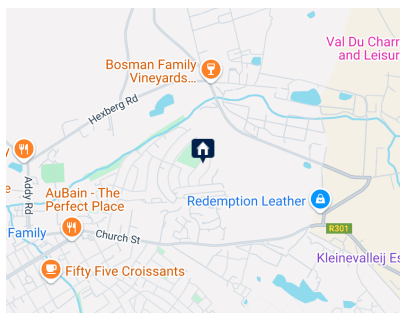 Val Du Charr
and Leisur
Bosman Family
Vineyards...
Hexberg Rd
y
e
Addy Rd
AuBain - The
Perfect Place
Redemption Leather
Family
Church St
R301
Kleinevalleij Es
Fifty Five Croissants